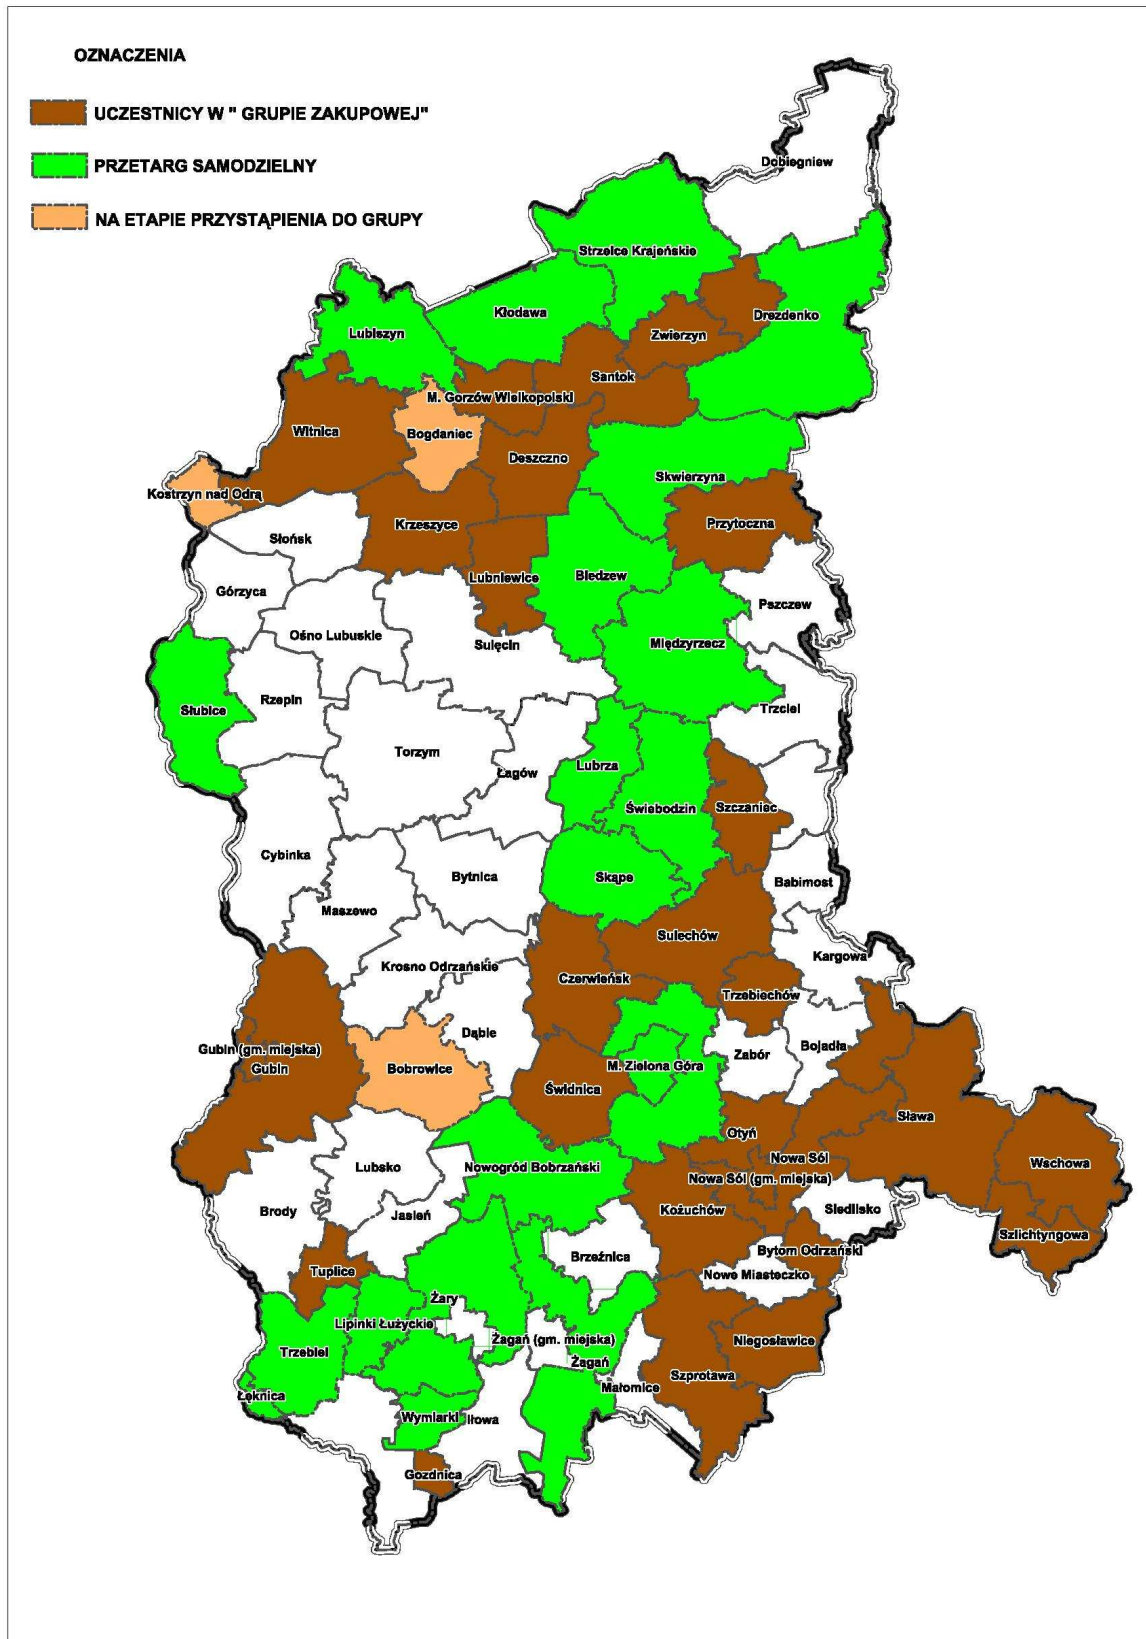 OZNACZENIA
UCZESTNICY W " GRUPIE ZAKUPOWEJ"
PRZETARG SAMODZIELNY
NA ETAPIE PRZYSTĄPIENIA DO GRUPY
Dobiegniew
Strzelce Krajeńskie
Kłodawa
Drezdenko
Lubiszyn
Zwierzyn
Santok
M. Gorzów Wielkopolski
Witnica
Bogdaniec
Deszczno
Skwierzyna
Kostrzyn nad Odrą
Krzeszyce
Przytoczna
Słońsk
Lubniewice
Bledzew
Górzyca
Pszczew
Ośno Lubuskie
Sulęcin
Międzyrzecz
Rzepin
Słubice
Trzciel
Torzym
Łagów
Lubrza
Świebodzin
Szczaniec
Cybinka
Bytnica
Skąpe
Babimost
Maszewo
Sulechów
Kargowa
Krosno Odrzańskie
Czerwieńsk
Trzebiechów
Dąbie
Gubin (gm. miejska)
Gubin
Bobrowice
Zabór
Bojadła
M. Zielona Góra
Świdnica
Sława
Otyń
Nowa Sól
Wschowa
Lubsko
Nowogród Bobrzański
Nowa Sól (gm. miejska)
Brody
Jasień
Kożuchów
Siedlisko
Szlichtyngowa
Brzeźnica
Bytom Odrzański
Tuplice
Nowe Miasteczko
Żary
Lipinki Łużyckie
Trzebiel
Żagań (gm. miejska)
Żagań
Niegosławice
Szprotawa
Małomice
Łęknica
Wymiarki
Iłowa
Gozdnica